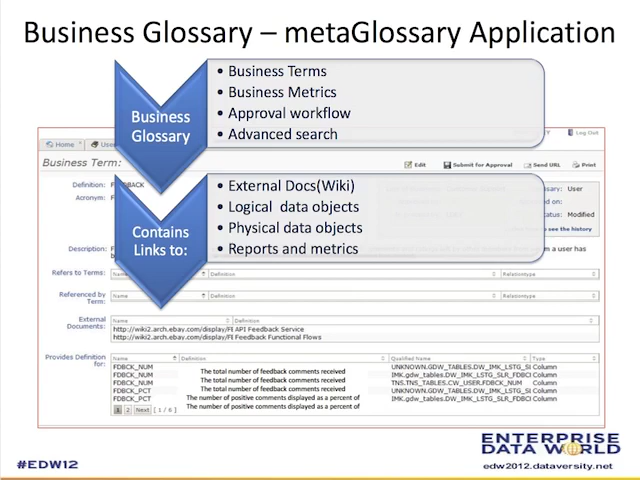 Business Glossary – metaGlossary Application
Business Glossary
• Business Terms
• Business Metrics
• Approval workflow
• Advanced search
Contains Links to:
• External Docs(Wiki)
• Logical data objects
• Physical data objects
• Reports and metrics
Home
Log Out
Business Term:
Edit Submit for Approval Send URL Print
Definition:
Acronym:
User
Status: Modified
to see the history
Description:
user has
Refers to Terms:
Name Definition Relationtype
Referenced by Term:
Name Definition Relationtype
External Documents:
Name Definition
http://wiki2.arch.ebay.com/display/FE API Feedback Service
http://wiki2.arch.ebay.com/display/FE Feedback Functional Flows
Provides Definition for:
Name Definition Qualified Name Type
FDBCK_NUM The total number of feedback comments received UNKNOWN.GDW_TABLES.DW_IMK_LSTG_SI Column
FDBCK_NUM The total number of feedback comments received IMK.gdw_tables.DW_IMK_LSTG_SLR_FDBCI Column
FDBCK_NUM The total number of feedback comments received TNS.TNS_TABLES.CW_USER.FDBCK_NUM Column
FDBCK_PCT The number of positive comments displayed as a percent of UNKNOWN.GDW_TABLES.DW_IMK_LSTG_SI Column
FDBCK_PCT The number of positive comments displayed as a percent of IMK.gdw_tables.DW_IMK_LSTG_SLR_FDBCI Column
1 2 Next [ 1 / 6 ]
#EDW12
ENTERPRISE
DATA WORLD
edw2012.dataversity.net